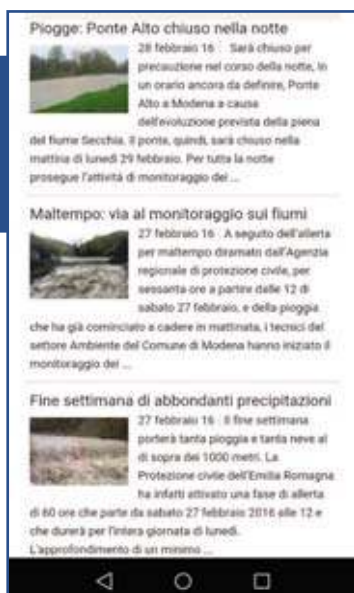 Piogge: Ponte Alto chiuso nella notte
28 febbraio 16 Sarà chiuso per
precauzione nel corso della notte, in
un orario ancora da definire, Ponte
Alto a Modena a causa
dell'evoluzione prevista della piena
del fiume Secchia. Il ponte, quindi, sarà chiuso nella
mattina di lunedì 29 febbraio. Per tutta la notte
prosegue l'attività di monitoraggio dei ...
Maltempo: via al monitoraggio sui fiumi
27 febbraio 16 A seguito dell'allerta
per maltempo diramato dall'Agenzia
regionale di protezione civile, per
sessanta ore a partire dalle 12 di
sabato 27 febbraio, e della pioggia
che ha già cominciato a cadere in mattinata, i tecnici del
settore Ambiente del Comune di Modena hanno iniziato il
monitoraggio dei ...
Fine settimana di abbondanti precipitazioni
27 febbraio 16 Il fine settimana
porterà tanta pioggia e tanta neve al
di sopra dei 1000 metri. La
Protezione civile dell'Emilia Romagna
ha infatti attivato una fase di allerta
di 60 ore che parte da sabato 27 febbraio 2016 alle 12 e
che durerà per l'intera giornata di lunedì.
L'approfondimento di un minimo ...